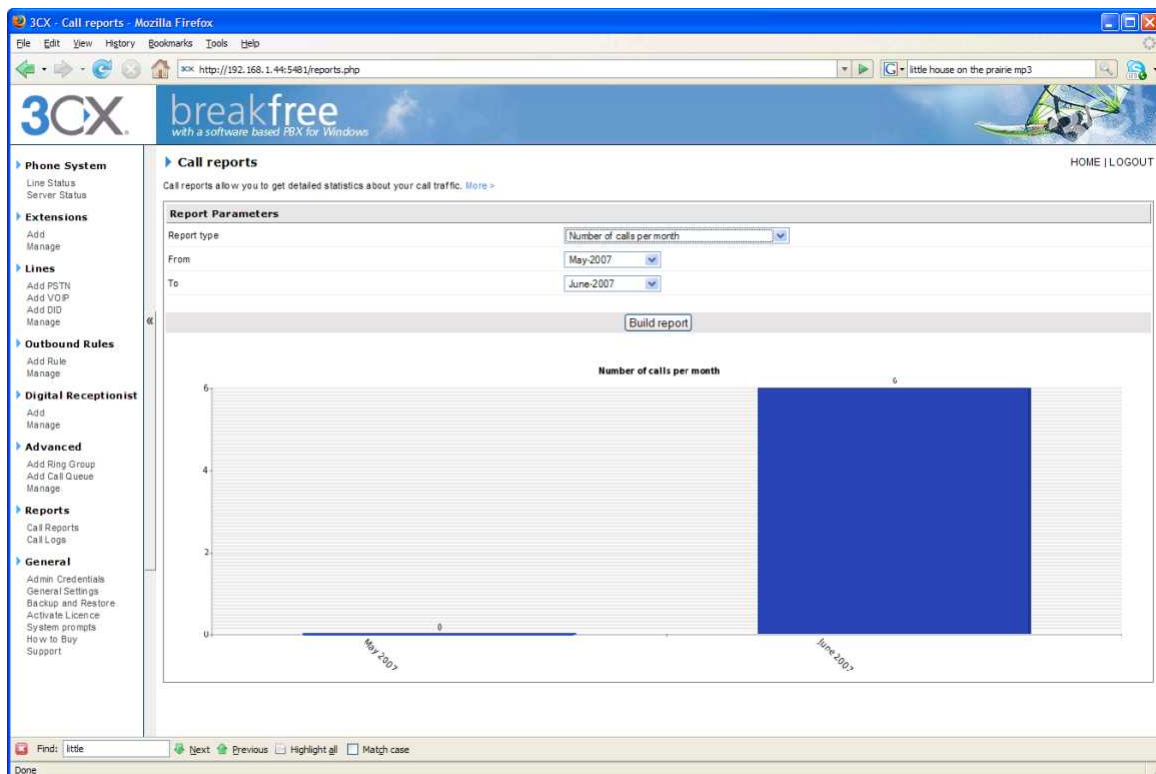 3CX - Call reports - Mozilla Firefox
File Edit View History Bookmarks Tools Help
3CX http://192.168.1.44:5481/reports.php
G little house on the prairie mp3
3CX
breakfree
with a software based PBX for Windows
Phone System
Line Status
Server Status
Extensions
Add
Manage
Lines
Add PSTN
Add VOIP
Add DID
Manage
Outbound Rules
Add Rule
Manage
Digital Receptionist
Add
Manage
Advanced
Add Ring Group
Add Call Queue
Manage
Reports
Call Reports
Call Logs
General
Admin Credentials
General Settings
Backup and Restore
Activate Licence
System prompts
How to Buy
Support
«
Call reports
HOME | LOGOUT
Call reports allow you to get detailed statistics about your call traffic. More >
Report Parameters
Report type Number of calls per month
From May-2007
To June-2007
Build report
Number of calls per month
6
4
2
0
0
6
May 2007
June 2007
Find: little Next Previous Highlight all Match case
Done